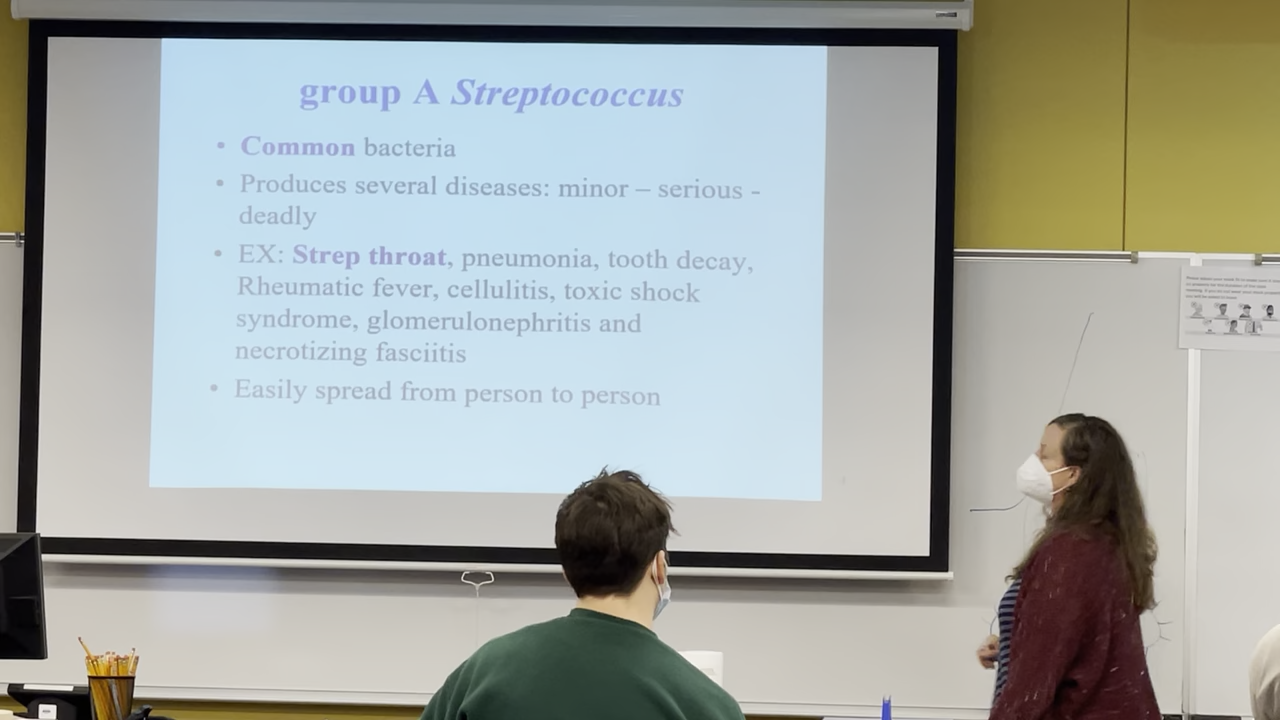 group A Streptococcus
• Common bacteria
• Produces several diseases: minor – serious -
deadly
• EX: Strep throat, pneumonia, tooth decay,
Rheumatic fever, cellulitis, toxic shock
syndrome, glomerulonephritis and
necrotizing fasciitis
• Easily spread from person to person